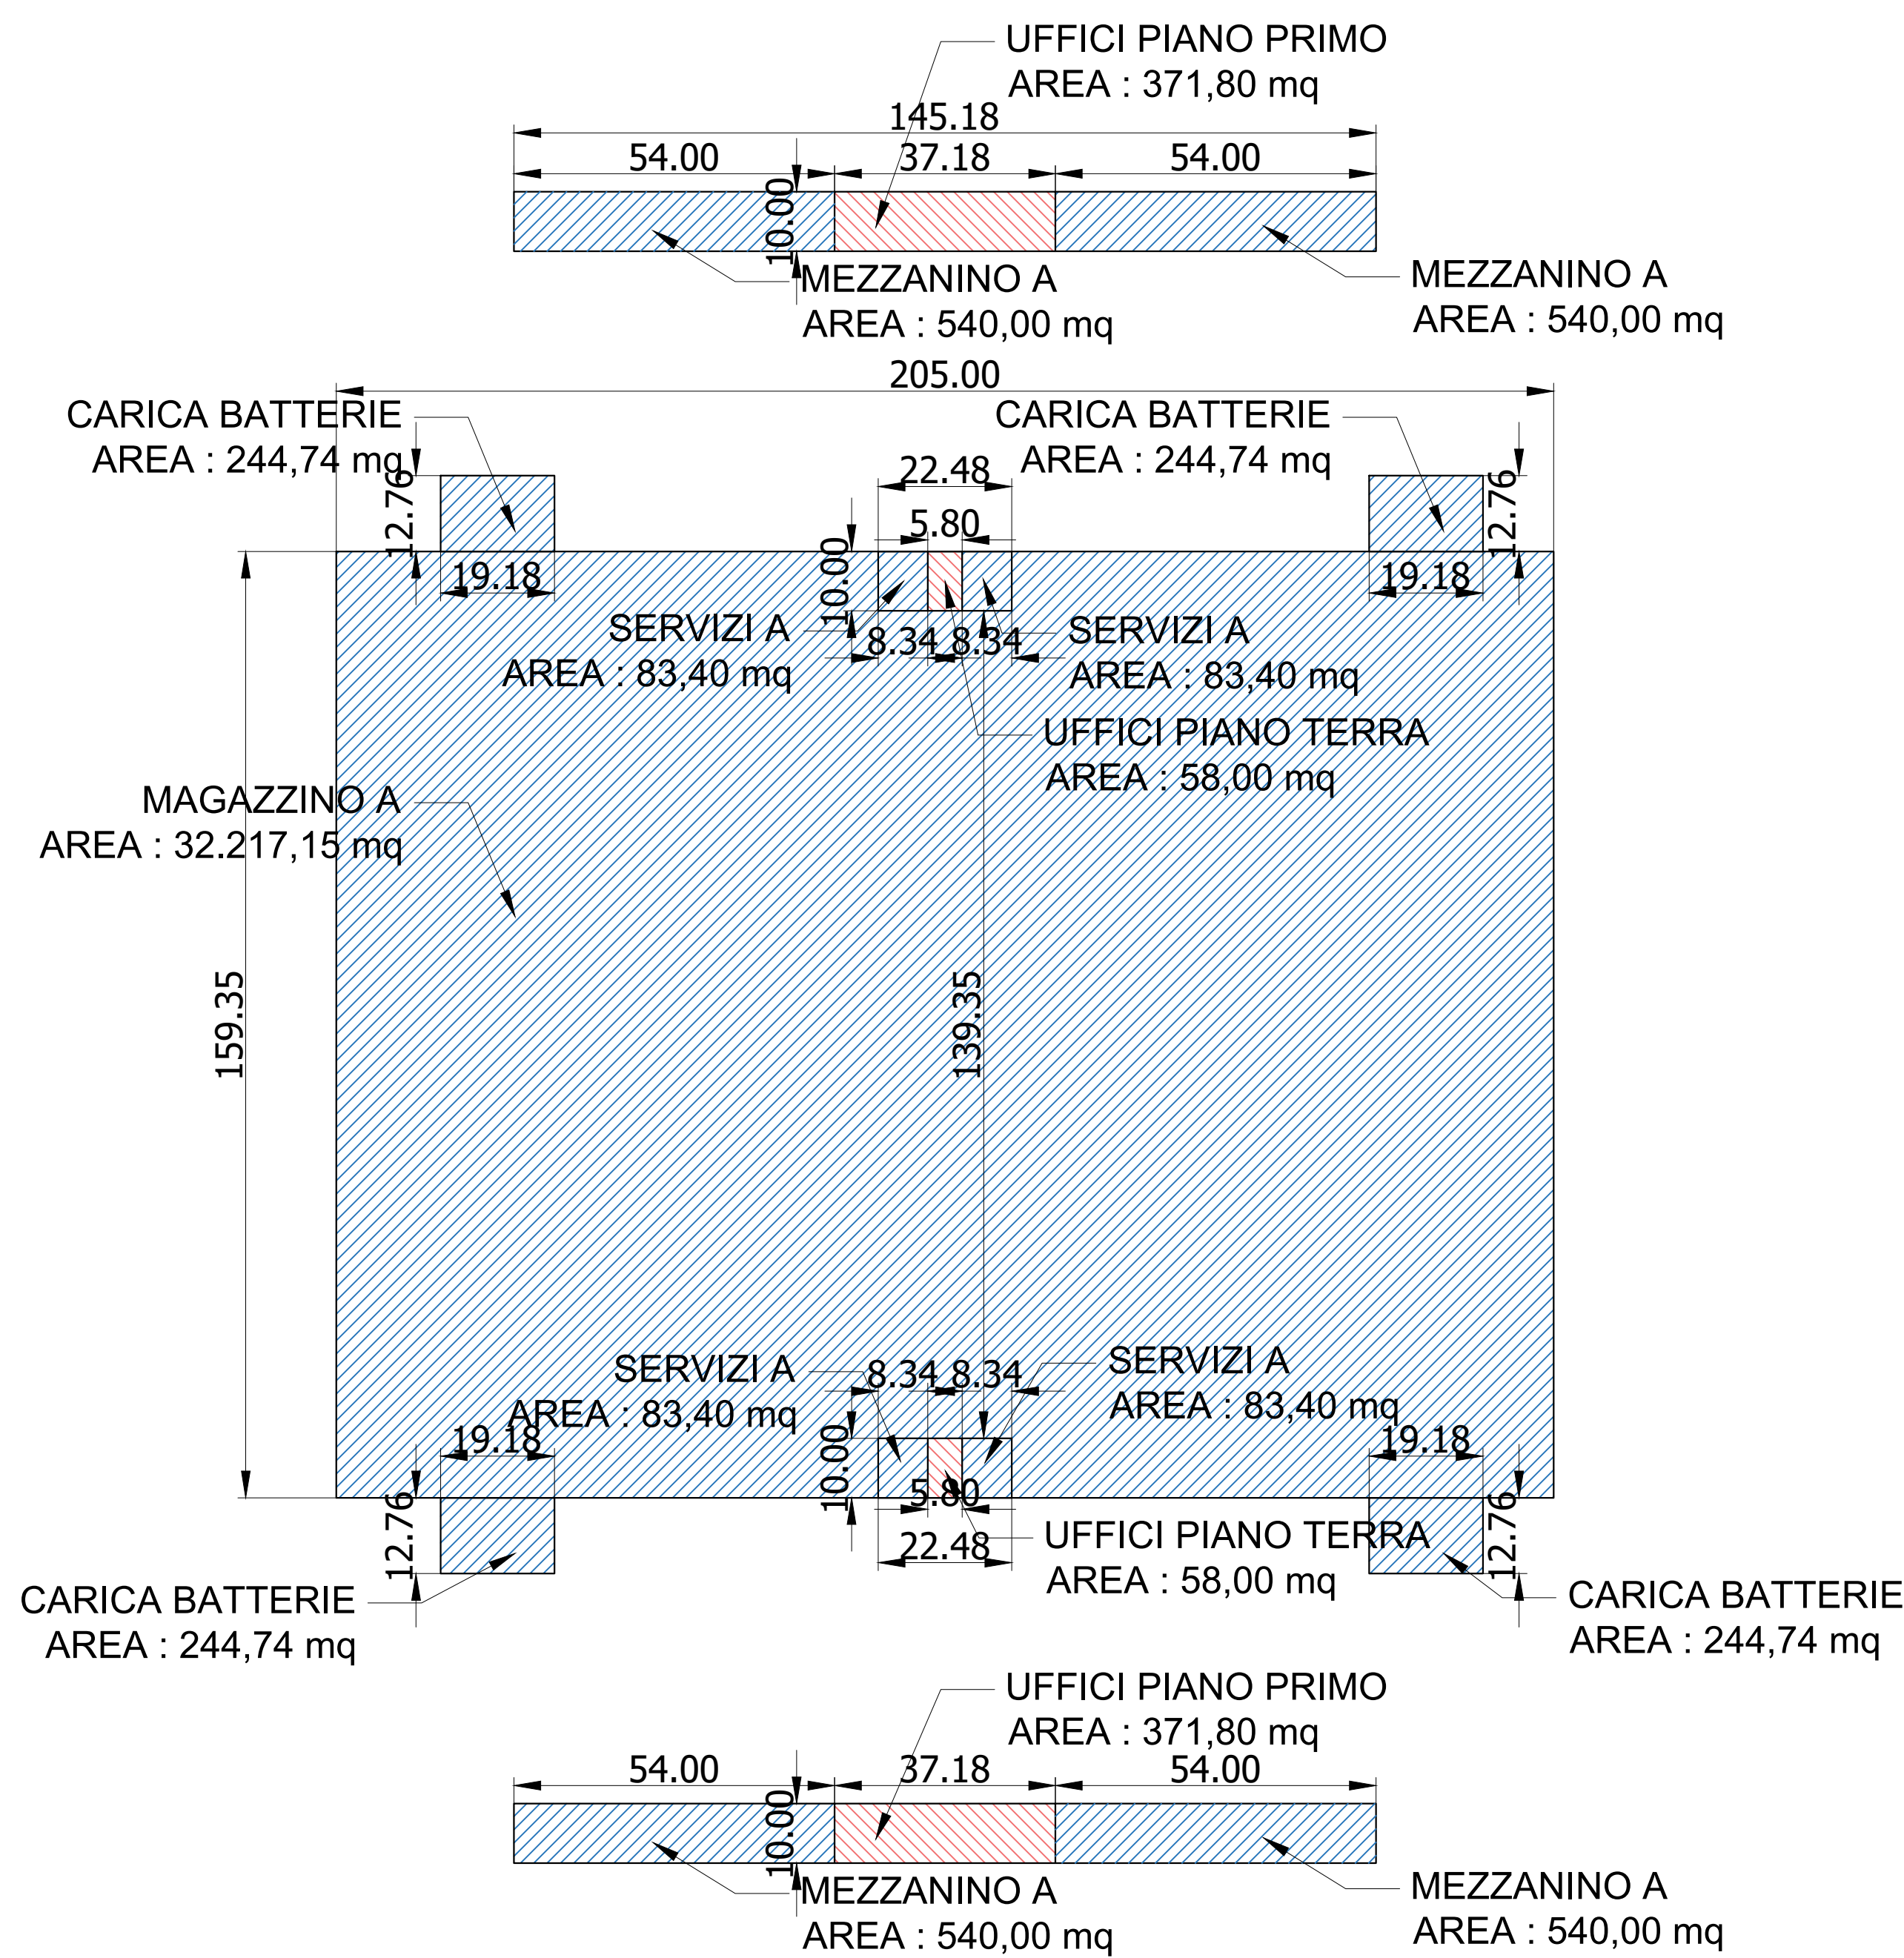 UFFICI PIANO PRIMO
AREA : 371,80 mq
145.18
54.00
37.18
54.00
10.00
MEZZANINO A
AREA : 540,00 mq
MEZZANINO A
AREA : 540,00 mq
205.00
CARICA BATTERIE
AREA : 244,74 mq
CARICA BATTERIE
AREA : 244,74 mq
12.76
22.48
12.76
5.80
10.00
19.18
19.18
SERVIZI A
AREA : 83,40 mq
8.34
8.34
SERVIZI A
AREA : 83,40 mq
UFFICI PIANO TERRA
AREA : 58,00 mq
MAGAZZINO A
AREA : 32.217,15 mq
159.35
139.35
SERVIZI A
AREA : 83,40 mq
8.34
8.34
SERVIZI A
AREA : 83,40 mq
19.18
10.00
19.18
5.80
12.76
22.48
12.76
UFFICI PIANO TERRA
AREA : 58,00 mq
CARICA BATTERIE
AREA : 244,74 mq
CARICA BATTERIE
AREA : 244,74 mq
UFFICI PIANO PRIMO
AREA : 371,80 mq
54.00
37.18
54.00
10.00
MEZZANINO A
AREA : 540,00 mq
MEZZANINO A
AREA : 540,00 mq